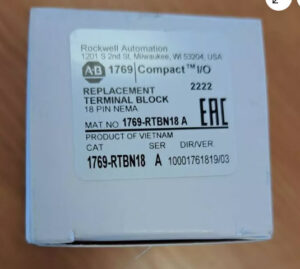 Rockwell Automation
1201 S 2nd St, Milwaukee, WI 53204, USA
A·B 1769 Compact™ I/O
REPLACEMENT 2222
TERMINAL BLOCK
18 PIN NEMA
MAT NO 1769-RTBN18 A EAC
PRODUCT OF VIETNAM
CAT SER DIR/VER.
1769-RTBN18 A 10001761819/03